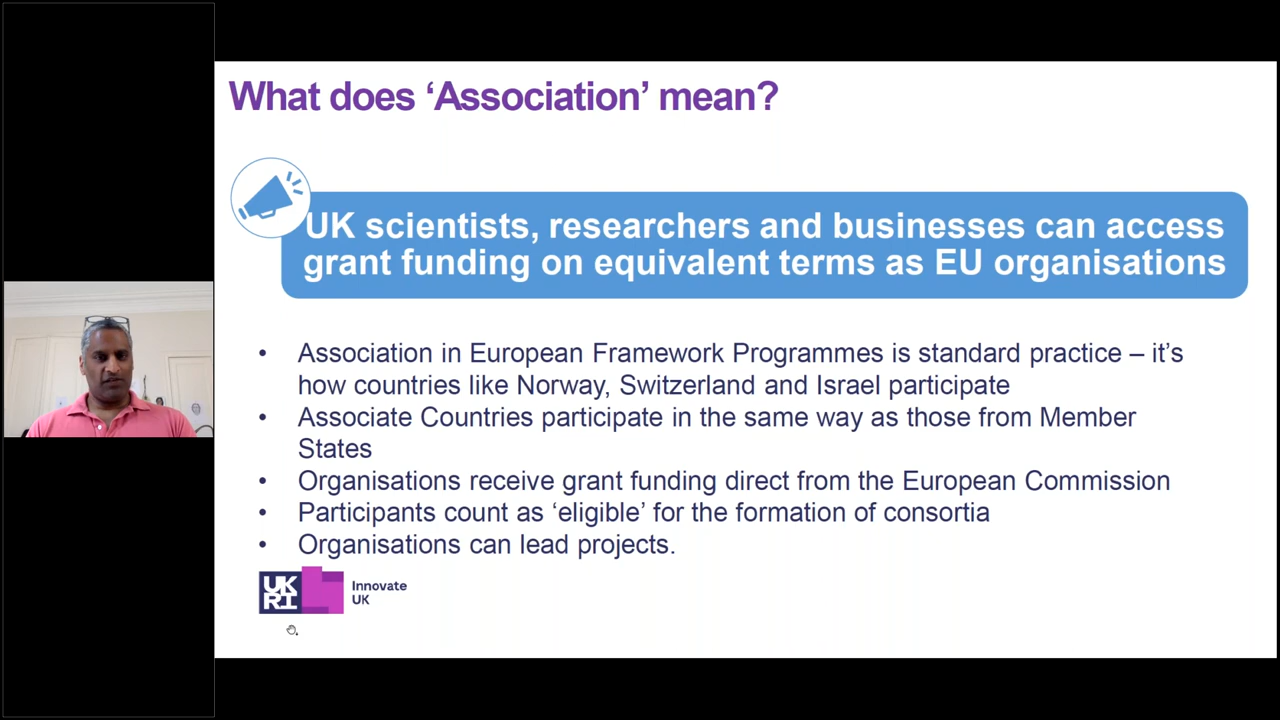 What does ‘Association’ mean?
UK scientists, researchers and businesses can access
grant funding on equivalent terms as EU organisations
• Association in European Framework Programmes is standard practice – it’s
how countries like Norway, Switzerland and Israel participate
• Associate Countries participate in the same way as those from Member
States
• Organisations receive grant funding direct from the European Commission
• Participants count as ‘eligible’ for the formation of consortia
• Organisations can lead projects.
UK
RI
Innovate
UK